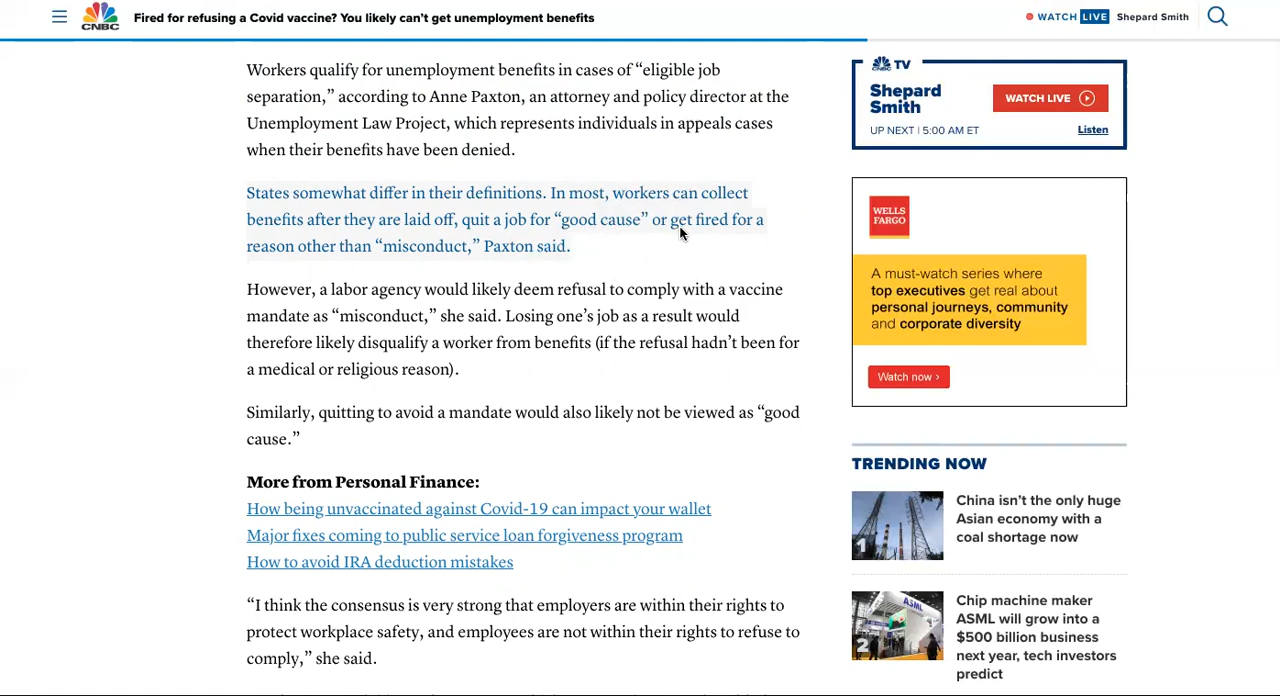 CNBC
Fired for refusing a Covid vaccine? You likely can't get unemployment benefits
WATCH LIVE Shepard Smith
Workers qualify for unemployment benefits in cases of “eligible job
separation,” according to Anne Paxton, an attorney and policy director at the
Unemployment Law Project, which represents individuals in appeals cases
when their benefits have been denied.
States somewhat differ in their definitions. In most, workers can collect
benefits after they are laid off, quit a job for “good cause” or get fired for a
reason other than “misconduct,” Paxton said.
However, a labor agency would likely deem refusal to comply with a vaccine
mandate as “misconduct,” she said. Losing one’s job as a result would
therefore likely disqualify a worker from benefits (if the refusal hadn’t been for
a medical or religious reason).
Similarly, quitting to avoid a mandate would also likely not be viewed as “good
cause.”
More from Personal Finance:
How being unvaccinated against Covid-19 can impact your wallet
Major fixes coming to public service loan forgiveness program
How to avoid IRA deduction mistakes
“I think the consensus is very strong that employers are within their rights to
protect workplace safety, and employees are not within their rights to refuse to
comply,” she said.
CNBC TV
Shepard
Smith
WATCH LIVE
UP NEXT | 5:00 AM ET
Listen
WELLS
FARGO
A must-watch series where
top executives get real about
personal journeys, community
and corporate diversity
Watch now ›
TRENDING NOW
1
China isn’t the only huge
Asian economy with a
coal shortage now
ASML
2
Chip machine maker
ASML will grow into a
$500 billion business
next year, tech investors
predict